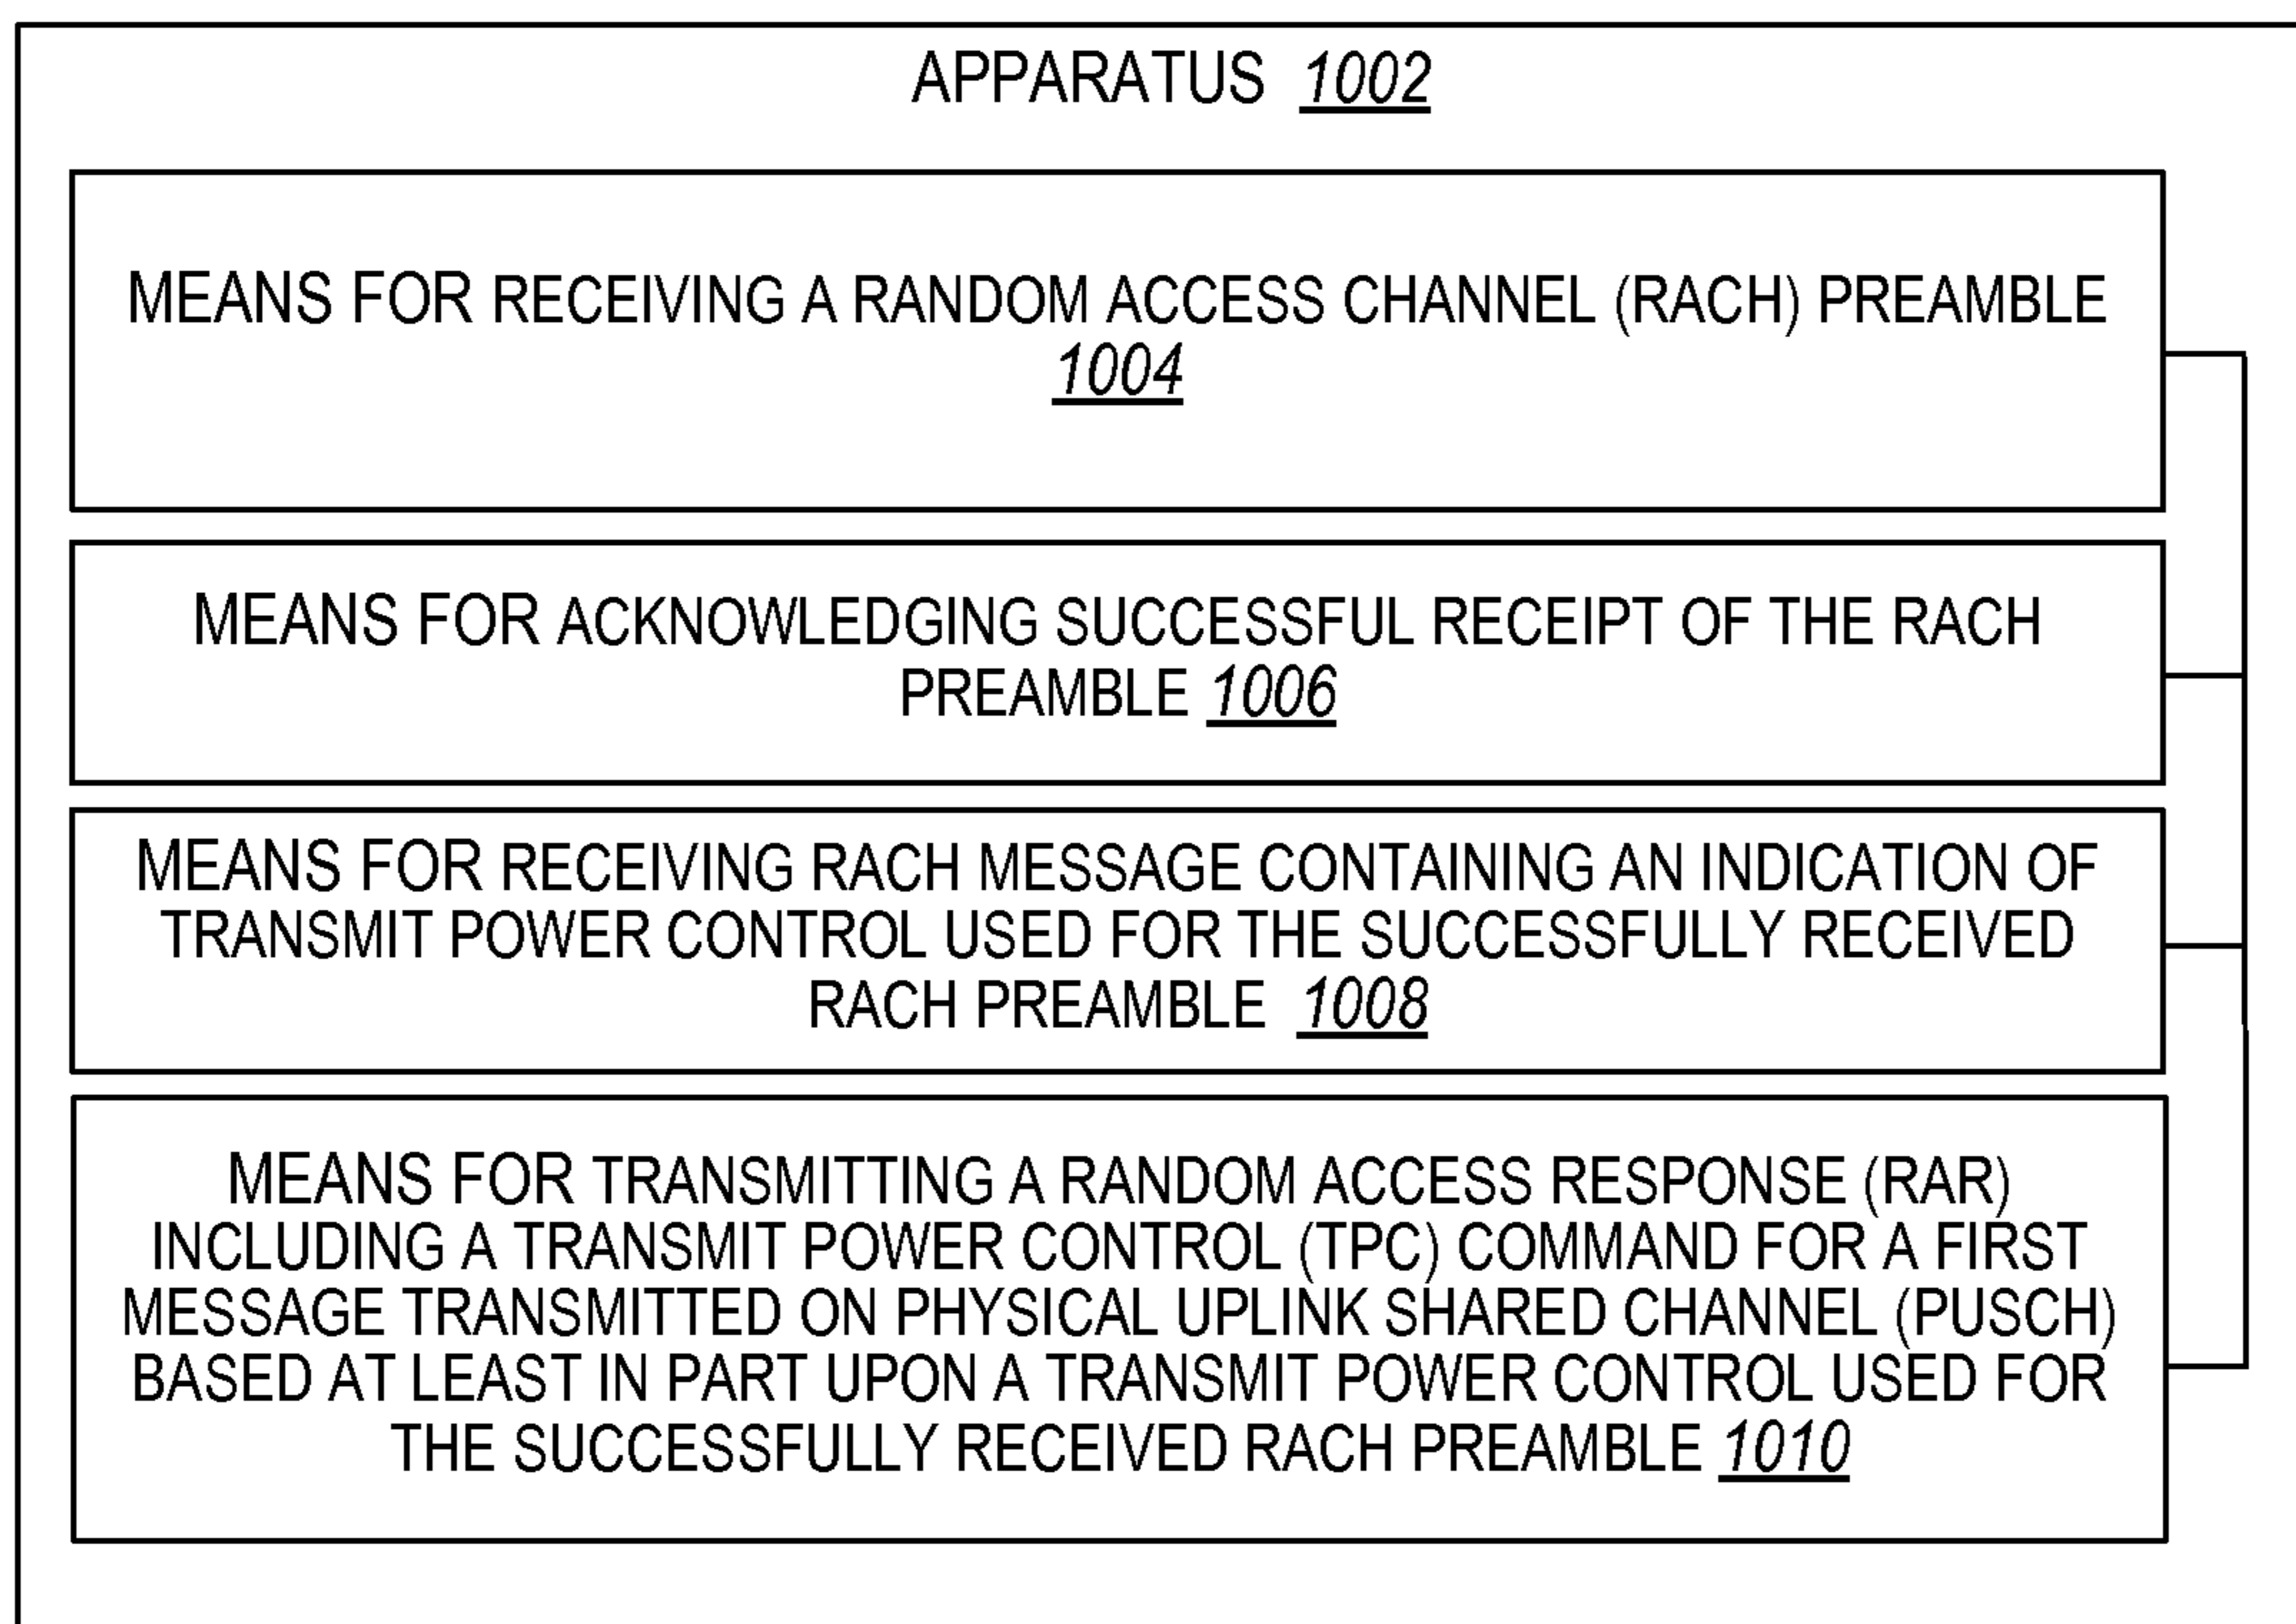 APPARATUS 1002
MEANS FOR RECEIVING A RANDOM ACCESS CHANNEL (RACH) PREAMBLE
1004
MEANS FOR ACKNOWLEDGING SUCCESSFUL RECEIPT OF THE RACH
PREAMBLE 1006
MEANS FOR RECEIVING RACH MESSAGE CONTAINING AN INDICATION OF
TRANSMIT POWER CONTROL USED FOR THE SUCCESSFULLY RECEIVED
RACH PREAMBLE 1008
MEANS FOR TRANSMITTING A RANDOM ACCESS RESPONSE (RAR)
INCLUDING A TRANSMIT POWER CONTROL (TPC) COMMAND FOR A FIRST
MESSAGE TRANSMITTED ON PHYSICAL UPLINK SHARED CHANNEL (PUSCH)
BASED AT LEAST IN PART UPON A TRANSMIT POWER CONTROL USED FOR
THE SUCCESSFULLY RECEIVED RACH PREAMBLE 1010